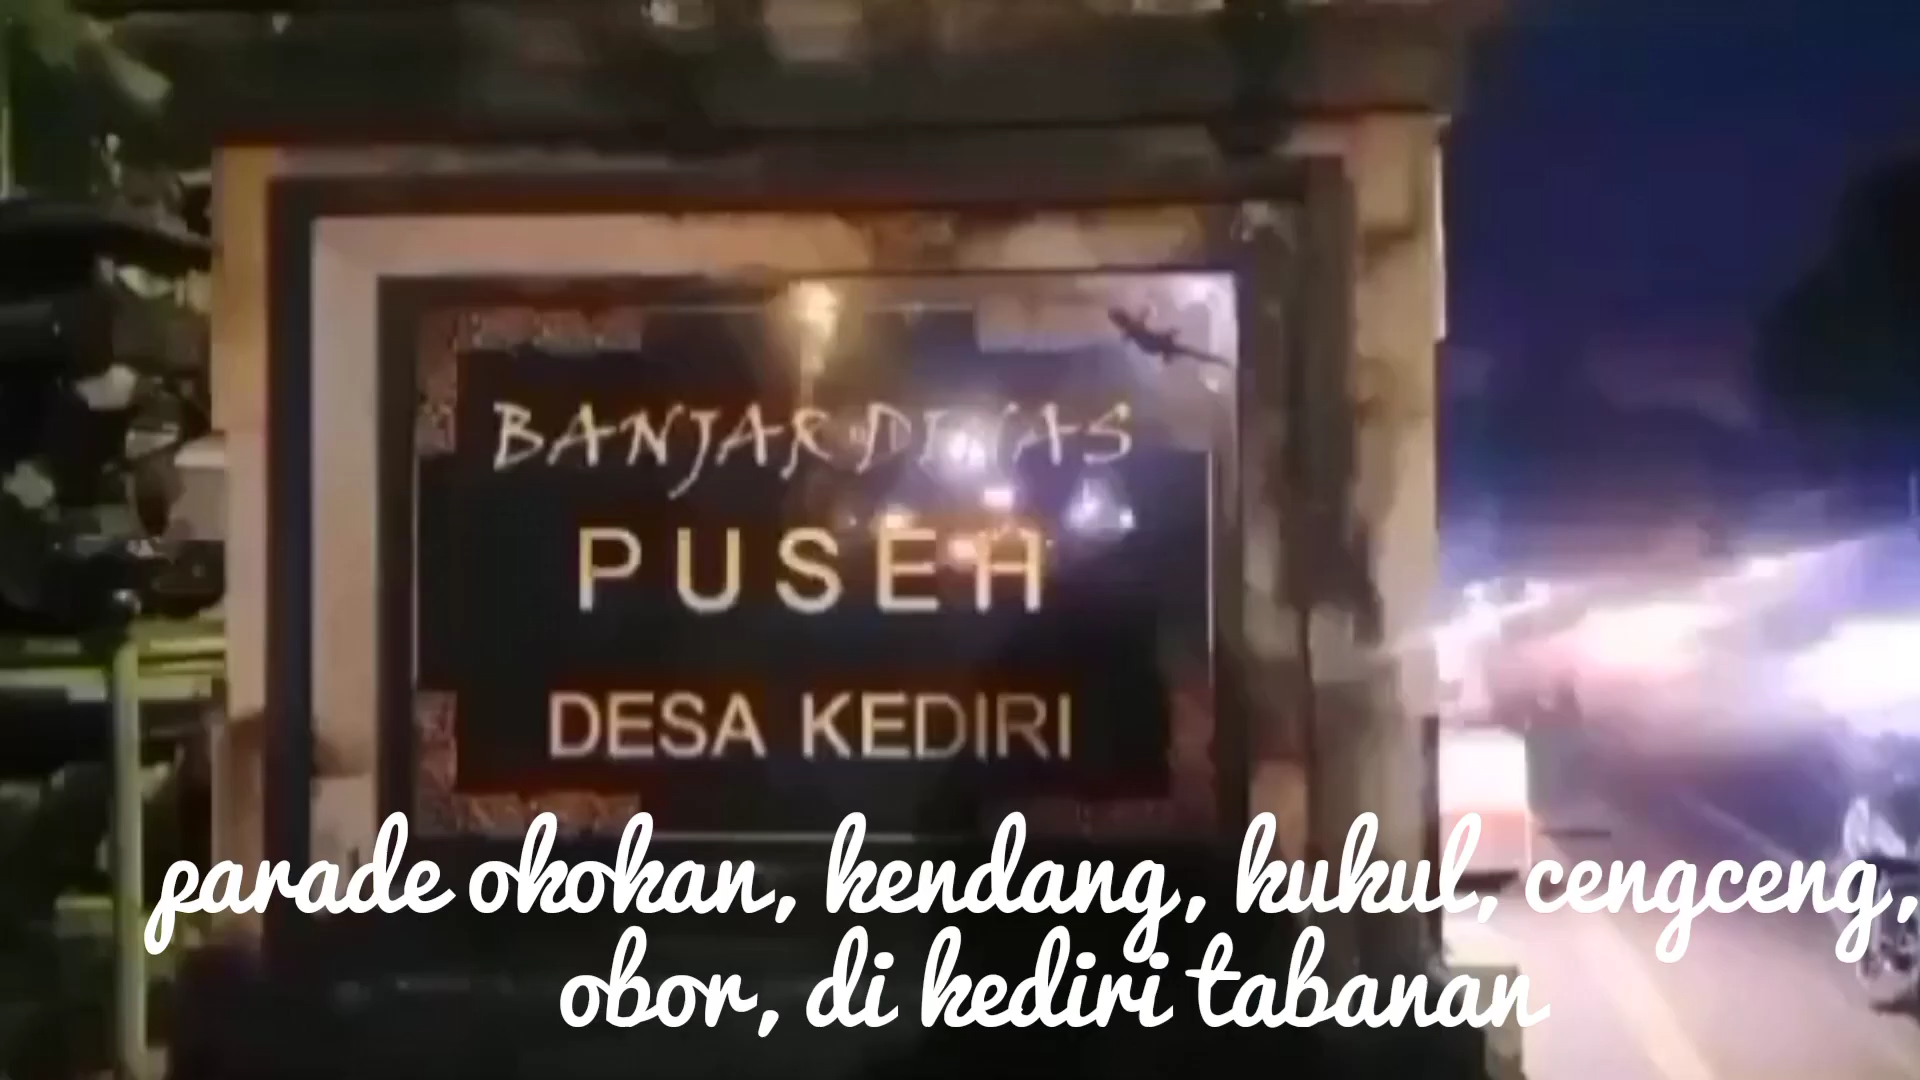 BANJAR DINAS
PUSEH
DESA KEDIRI
parade okokan, kendang, kukul, cengceng,
obor, di kediri tabanan